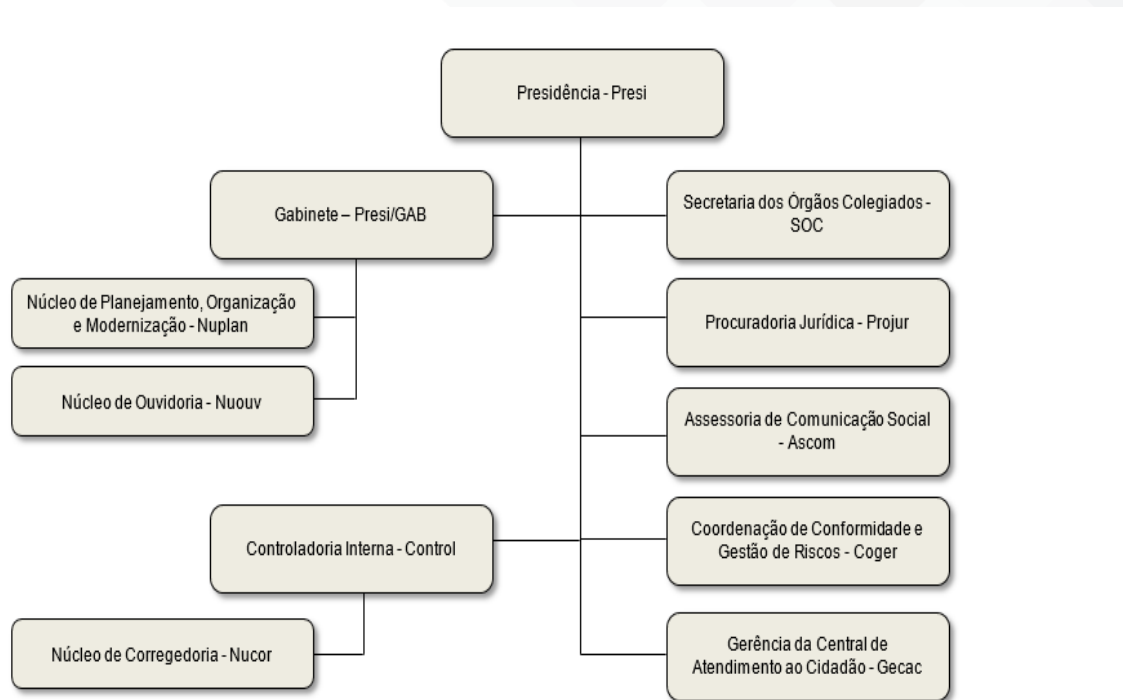 Presidência - Presi
Gabinete – Presi/GAB
Secretaria dos Órgãos Colegiados -
SOC
Núcleo de Planejamento, Organização
e Modernização - Nuplan
Procuradoria Jurídica - Projur
Núcleo de Ouvidoria - Nuouv
Assessoria de Comunicação Social
- Ascom
Controladoria Interna - Control
Coordenação de Conformidade e
Gestão de Riscos - Coger
Núcleo de Corregedoria - Nucor
Gerência da Central de
Atendimento ao Cidadão - Gecac